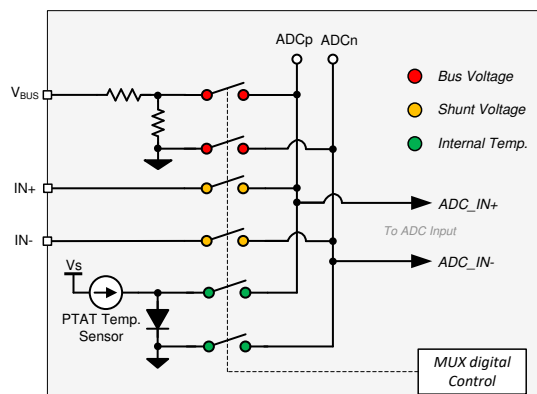 ADCp ADCn
VBUS
Bus Voltage
Shunt Voltage
Internal Temp.
IN+
ADC_IN+
To ADC Input
IN-
ADC_IN-
Vs
PTAT Temp.
Sensor
MUX digital
Control